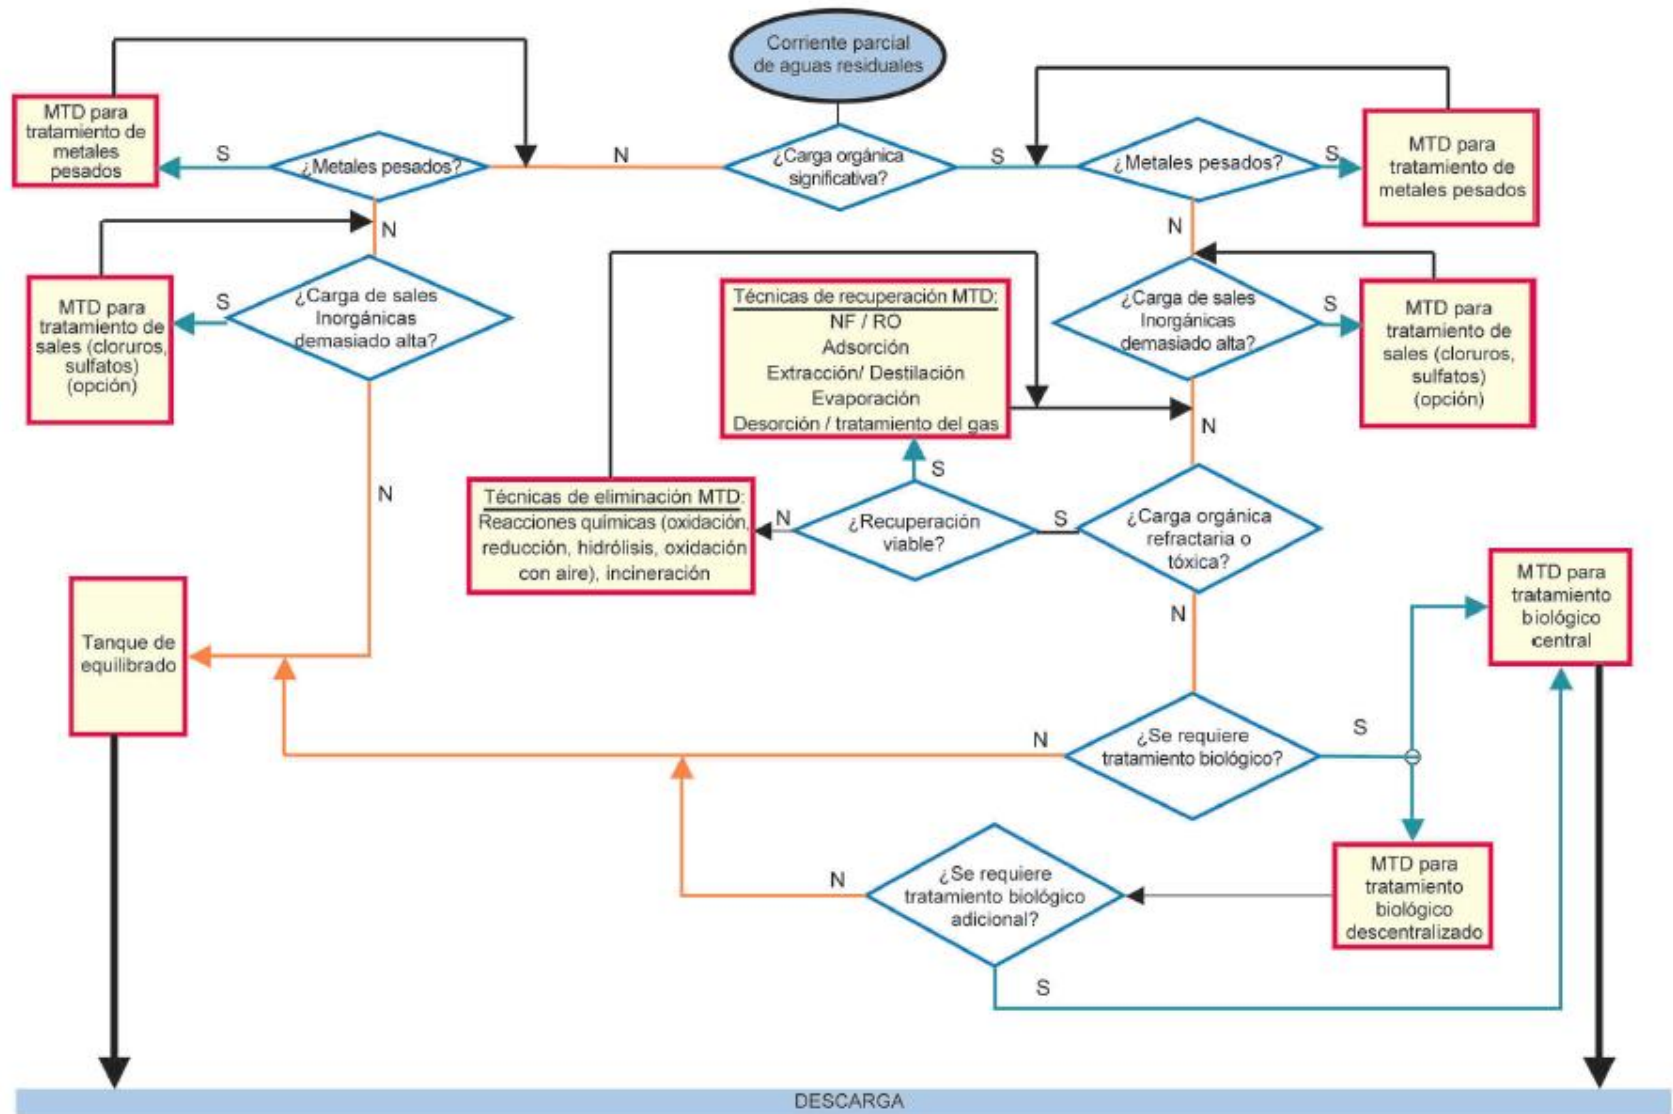 Corriente parcial
de aguas residuales
MTD para
tratamiento de
metales
pesados
S
¿Metales pesados?
N
¿Carga orgánica
significativa?
S
¿Metales pesados?
S
MTD para
tratamiento de
metales pesados
N
N
MTD para
tratamiento de
sales (cloruros,
sulfatos)
(opción)
S
¿Carga de sales
Inorgánicas
demasiado alta?
Técnicas de recuperación MTD:
NF / RO
Adsorción
Extracción/ Destilación
Evaporación
Desorción / tratamiento del gas
¿Carga de sales
Inorgánicas
demasiado alta?
S
MTD para
tratamiento de
sales (cloruros,
sulfatos)
(opción)
N
S
N
Técnicas de eliminación MTD:
Reacciones químicas (oxidación,
reducción, hidrólisis, oxidación
con aire), incineración
N
¿Recuperación
viable?
S
¿Carga orgánica
refractaria o
tóxica?
N
MTD para
tratamiento
biológico
central
Tanque de
equilibrado
N
¿Se requiere
tratamiento biológico?
S
N
¿Se requiere
tratamiento biológico
adicional?
MTD para
tratamiento
biológico
descentralizado
S
DESCARGA